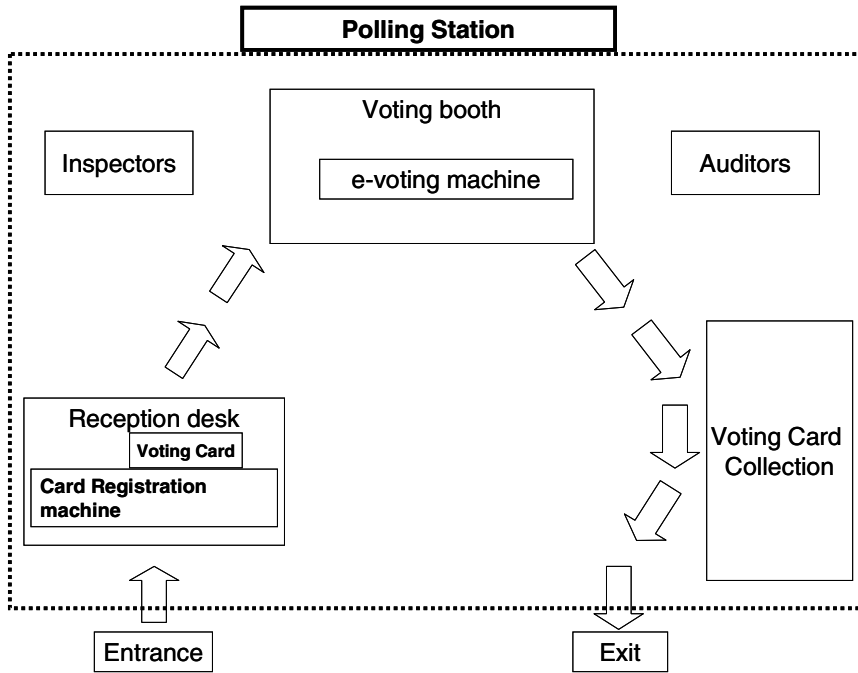 Polling Station
Voting booth
Inspectors
e-voting machine
Auditors
Reception desk
Voting Card
Card Registration
machine
Voting Card
Collection
Entrance
Exit